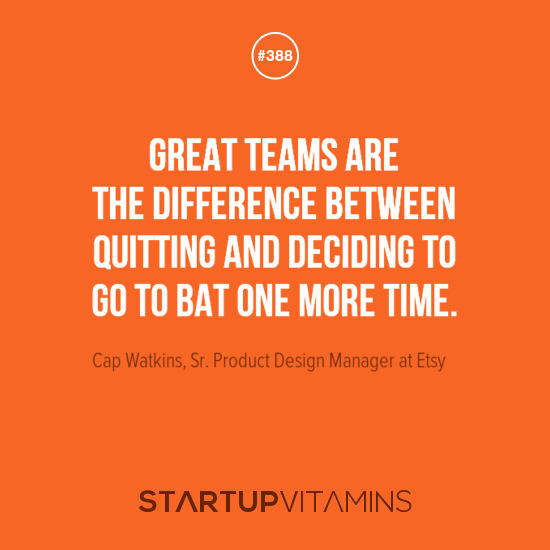 #388
GREAT TEAMS ARE
THE DIFFERENCE BETWEEN
QUITTING AND DECIDING TO
GO TO BAT ONE MORE TIME.
Cap Watkins, Sr. Product Design Manager at Etsy
STARTUPVITAMINS